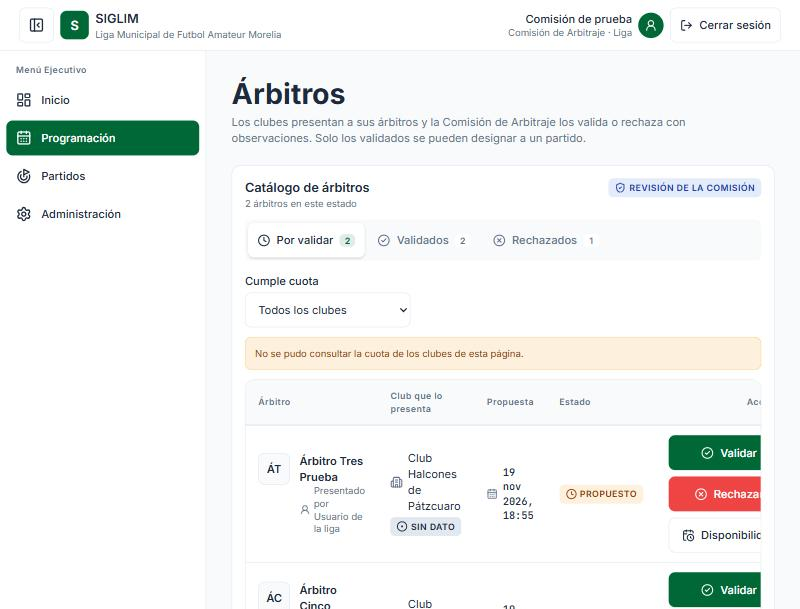 S
SIGLIM
Liga Municipal de Futbol Amateur Morelia
Comisión de prueba
Comisión de Arbitraje · Liga
Cerrar sesión
Menú Ejecutivo
Inicio
Programación
Partidos
Administración
Árbitros
Los clubes presentan a sus árbitros y la Comisión de Arbitraje los valida o rechaza con
observaciones. Solo los validados se pueden designar a un partido.
Catálogo de árbitros
2 árbitros en este estado
REVISIÓN DE LA COMISIÓN
Por validar 2
Validados 2
Rechazados 1
Cumple cuota
Todos los clubes
No se pudo consultar la cuota de los clubes de esta página.
Árbitro
Club que lo
presenta
Propuesta
Estado
Acc
ÁT
Árbitro Tres
Prueba
Presentado
por
Usuario de
la liga
Club
Halcones
de
Pátzcuaro
SIN DATO
19
nov
2026,
18:55
PROPUESTO
Validar
Rechaza
Disponibilid
ÁC
Árbitro
Cinco
Club
19
Validar